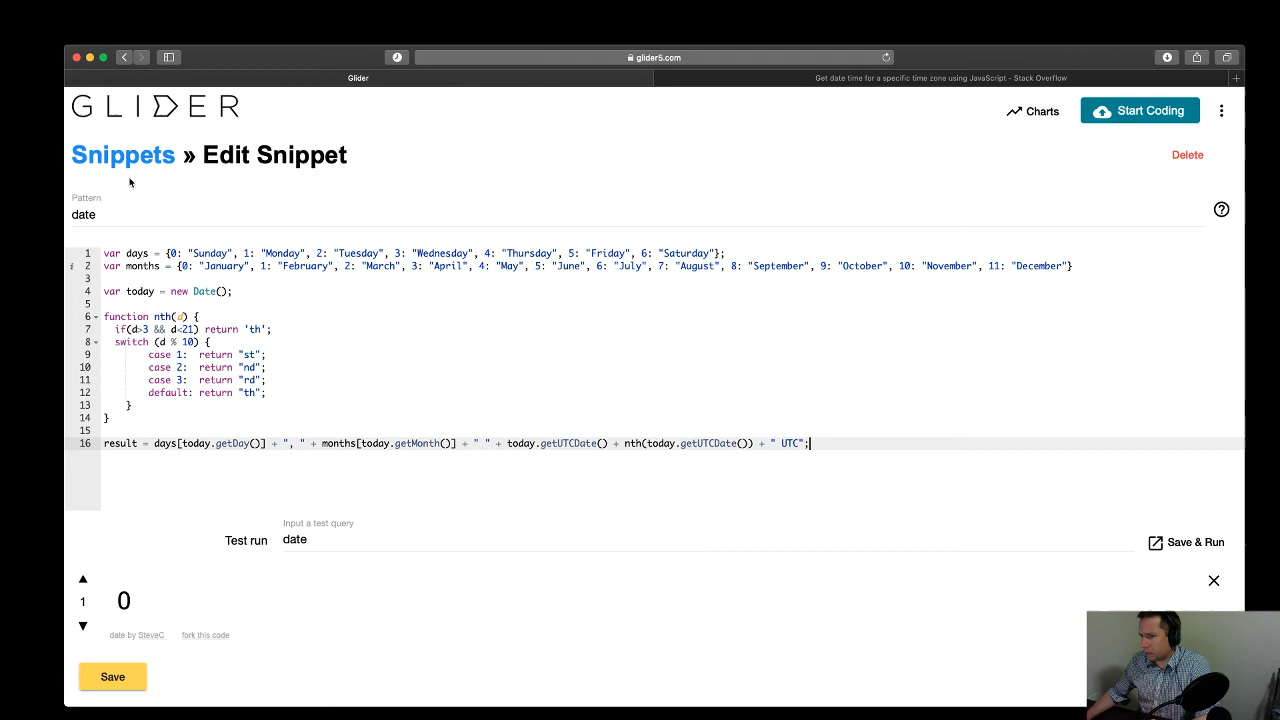 glider5.com
Glider
Get date time for a specific time zone using JavaScript - Stack Overflow
GLIDER
Charts
Start Coding
Snippets » Edit Snippet
Delete
Pattern
date
1 var days = {0: "Sunday", 1: "Monday", 2: "Tuesday", 3: "Wednesday", 4: "Thursday", 5: "Friday", 6: "Saturday"};
2 var months = {0: "January", 1: "February", 2: "March", 3: "April", 4: "May", 5: "June", 6: "July", 7: "August", 8: "September", 9: "October", 10: "November", 11: "December"}
3
4 var today = new Date();
5
6 function nth(d) {
7 if(d>3 && d<21) return 'th';
8 switch (d % 10) {
9 case 1: return "st";
10 case 2: return "nd";
11 case 3: return "rd";
12 default: return "th";
13 }
14 }
15
16 result = days[today.getDay()] + ", " + months[today.getMonth()] + " " + today.getUTCDate() + nth(today.getUTCDate()) + " UTC";
Input a test query
Test run date
Save & Run
1 0
date by SteveC fork this code
Save